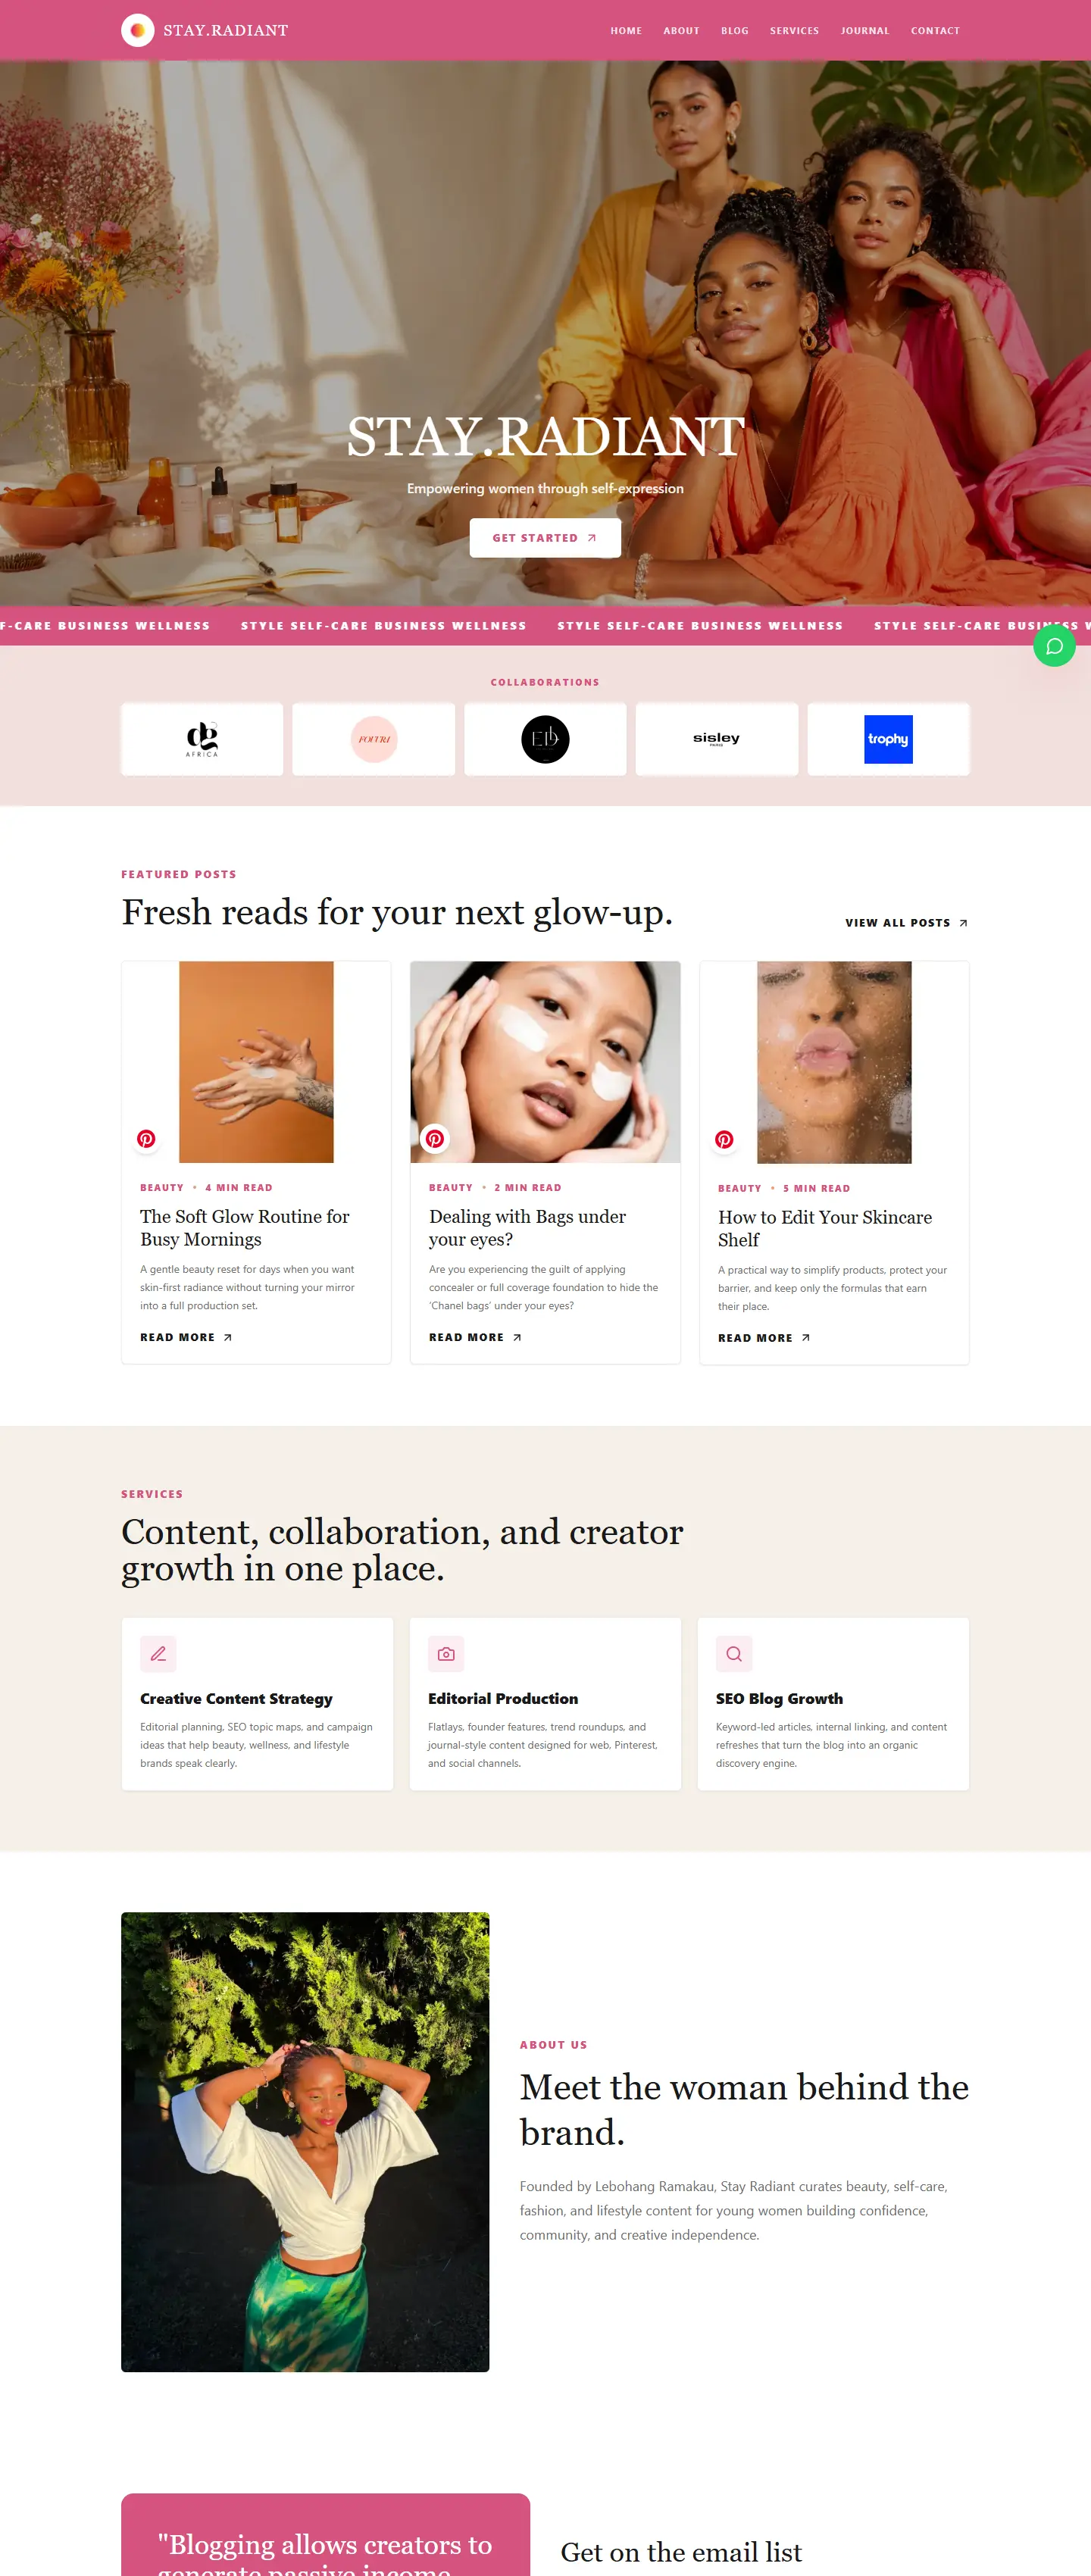 STAY.RADIANT
HOME ABOUT BLOG SERVICES JOURNAL CONTACT
STAY.RADIANT
Empowering women through self-expression
GET STARTED
F-CARE BUSINESS WELLNESS STYLE SELF-CARE BUSINESS WELLNESS STYLE SELF-CARE BUSINESS WELLNESS STYLE SELF-CARE BUSINESS W
COLLABORATIONS
dg
AFRICA
sisley
PARIS
trophy
FEATURED POSTS
Fresh reads for your next glow-up.
VIEW ALL POSTS
BEAUTY • 4 MIN READ
The Soft Glow Routine for
Busy Mornings
A gentle beauty reset for days when you want
skin-first radiance without turning your mirror
into a full production set.
READ MORE
BEAUTY • 2 MIN READ
Dealing with Bags under
your eyes?
Are you experiencing the guilt of applying
concealer or full coverage foundation to hide the
'Chanel bags' under your eyes?
READ MORE
BEAUTY • 5 MIN READ
How to Edit Your Skincare
Shelf
A practical way to simplify products, protect your
barrier, and keep only the formulas that earn
their place.
READ MORE
SERVICES
Content, collaboration, and creator
growth in one place.
Creative Content Strategy
Editorial planning, SEO topic maps, and campaign
ideas that help beauty, wellness, and lifestyle
brands speak clearly.
Editorial Production
Flatlays, founder features, trend roundups, and
journal-style content designed for web, Pinterest,
and social channels.
SEO Blog Growth
Keyword-led articles, internal linking, and content
refreshes that turn the blog into an organic
discovery engine.
ABOUT US
Meet the woman behind the
brand.
Founded by Lebohang Ramakau, Stay Radiant curates beauty, self-care,
fashion, and lifestyle content for young women building confidence,
community, and creative independence.
"Blogging allows creators to
generate passive income
Get on the email list